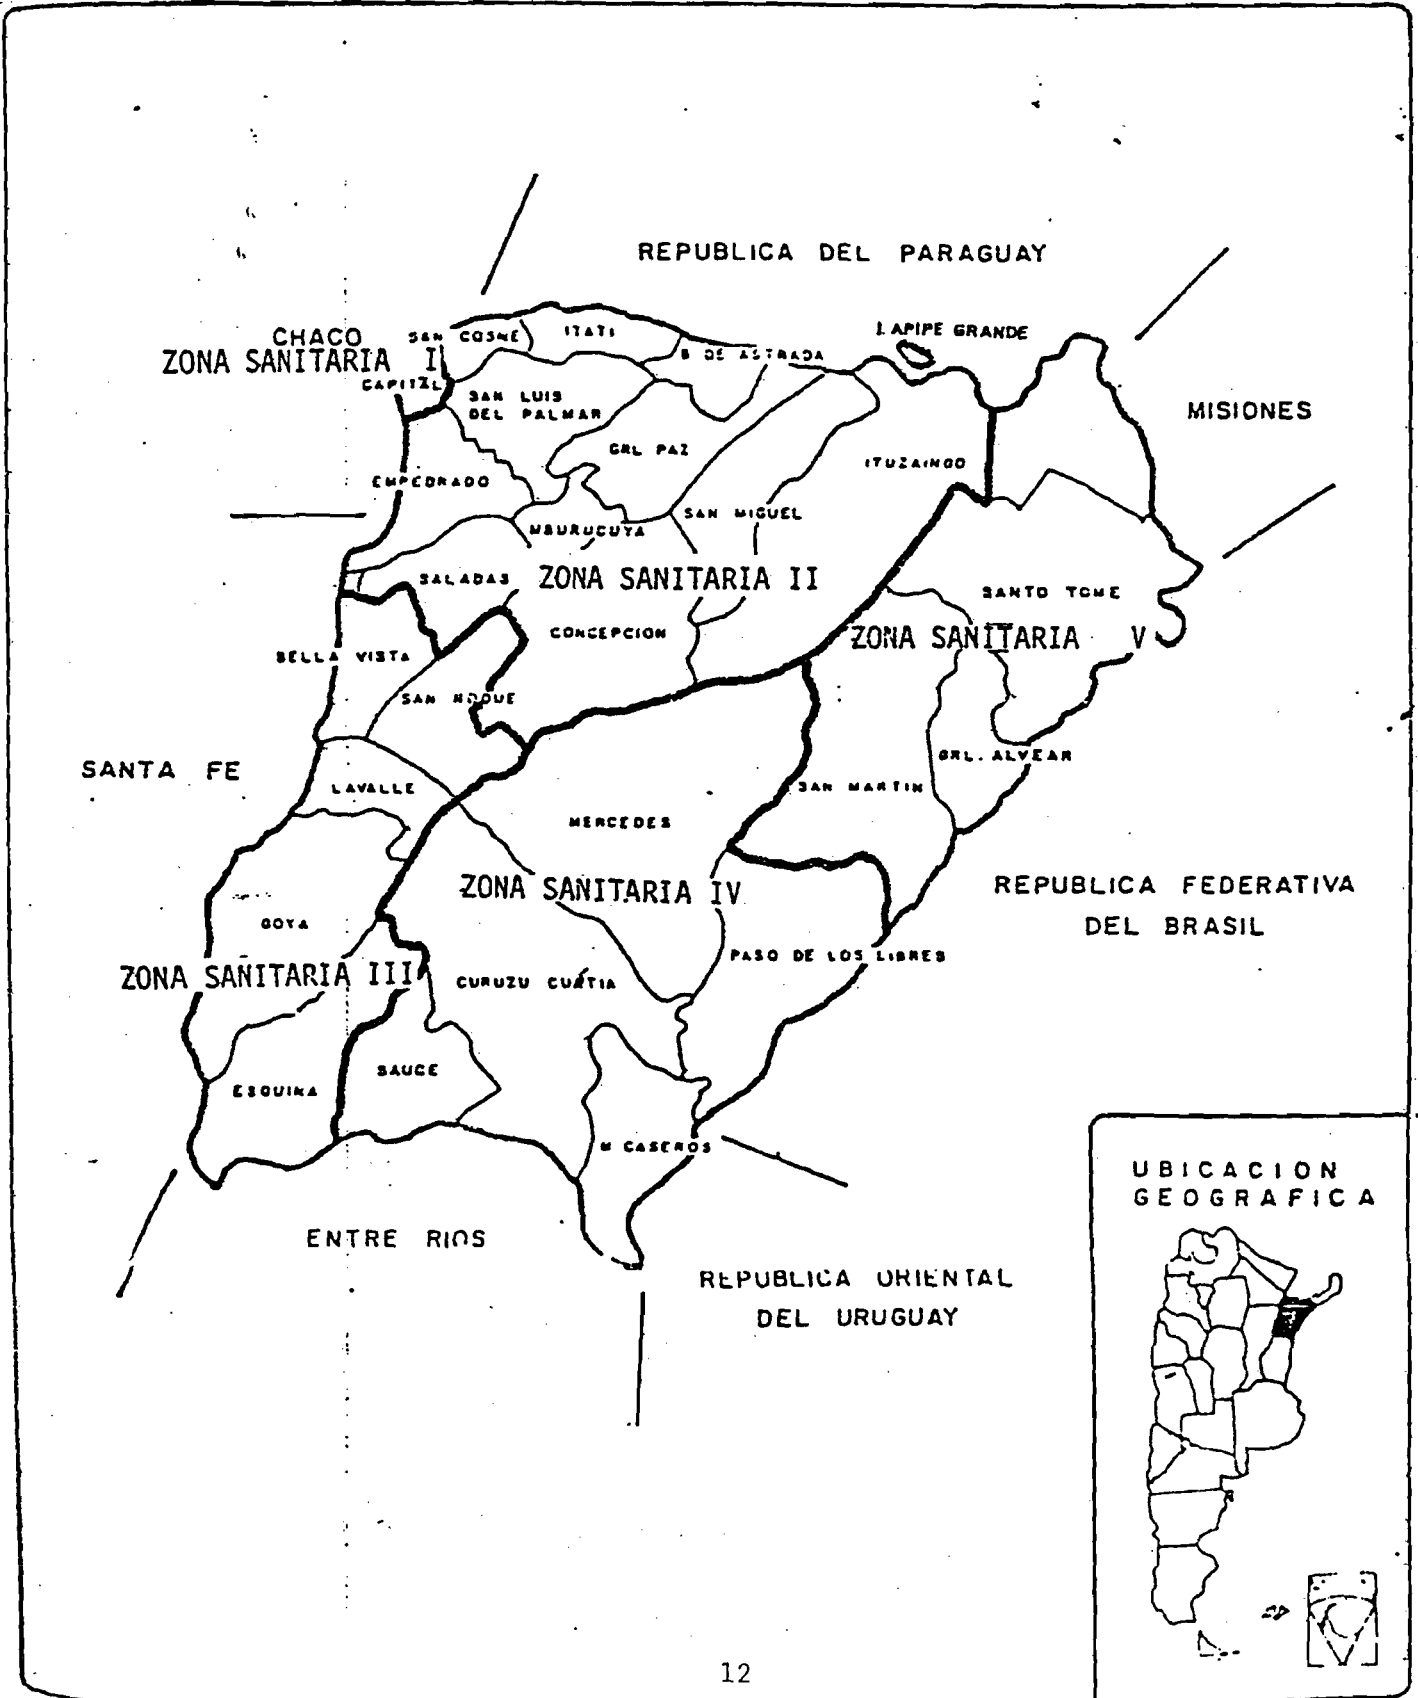 REPUBLICA DEL PARAGUAY
I. APIPE GRANDE
CHACO
SAN COSME
ITATI
B. DE ASTRADA
ZONA SANITARIA I
CAPITAL
SAN LUIS
DEL PALMAR
MISIONES
GRL PAZ
ITUZAINGO
EMPEDRADO
SAN MIGUEL
MBURUCUYA
SALADAS
ZONA SANITARIA II
SANTO TOME
CONCEPCION
ZONA SANITARIA V
BELLA VISTA
SAN ROQUE
GRL. ALVEAR
SANTA FE
LAVALLE
SAN MARTIN
MERCEDES
ZONA SANITARIA IV
REPUBLICA FEDERATIVA
DEL BRASIL
GOYA
PASO DE LOS LIBRES
ZONA SANITARIA III
CURUZU CUATIA
SAUCE
ESQUINA
M. CASEROS
UBICACION
GEOGRAFICA
ENTRE RIOS
REPUBLICA ORIENTAL
DEL URUGUAY
12